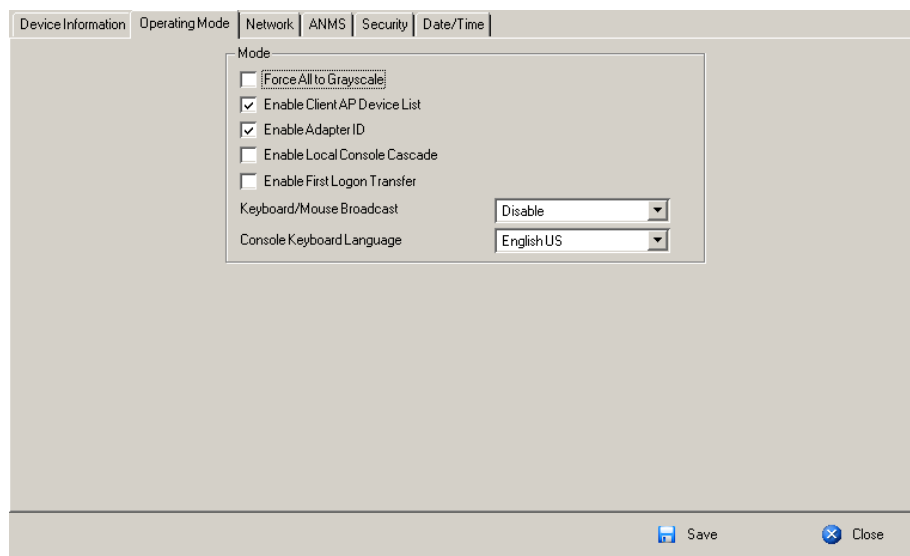 Device Information Operating Mode Network ANMS Security Date/Time
Mode
Force All to Grayscale
Enable Client AP Device List
Enable Adapter ID
Enable Local Console Cascade
Enable First Logon Transfer
Keyboard/Mouse Broadcast Disable
Console Keyboard Language English US
Save Close